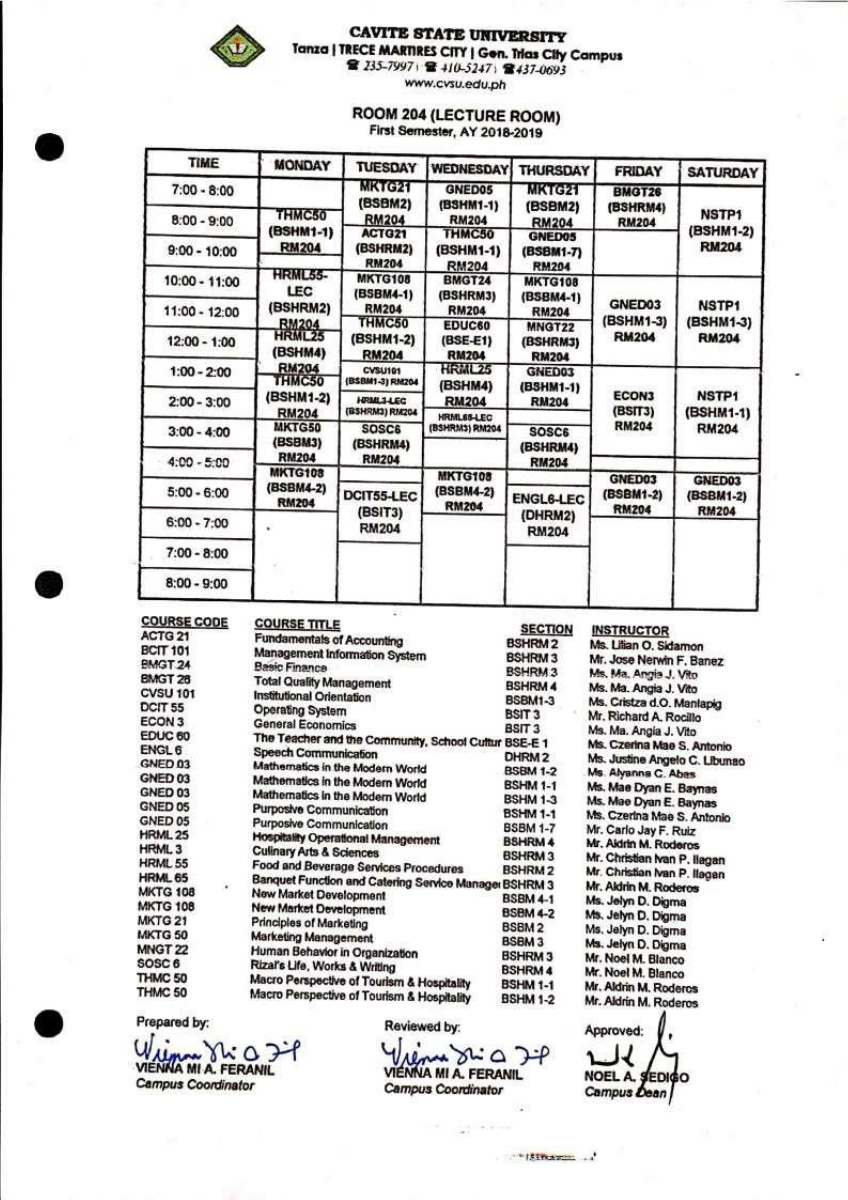 CAVITE STATE UNIVERSITY
Tanza | TRECE MARTIRES CITY | Gen. Trias City Campus
☎ 235-7997 | ☎ 410-5247 | ☎ 437-0693
www.cvsu.edu.ph
ROOM 204 (LECTURE ROOM)
First Semester, AY 2018-2019
TIME MONDAY TUESDAY WEDNESDAY THURSDAY FRIDAY SATURDAY
7:00 - 8:00
8:00 - 9:00
9:00 - 10:00
10:00 - 11:00
11:00 - 12:00
12:00 - 1:00
1:00 - 2:00
2:00 - 3:00
3:00 - 4:00
4:00 - 5:00
5:00 - 6:00
6:00 - 7:00
7:00 - 8:00
8:00 - 9:00
THMC50
(BSHM1-1)
RM204
HRML55-
LEC
(BSHRM2)
RM204
HRML25
(BSHM4)
RM204
THMC50
(BSHM1-2)
RM204
MKTG50
(BSBM3)
RM204
MKTG108
(BSBM4-2)
RM204
MKTG21
(BSBM2)
RM204
ACTG21
(BSHRM2)
RM204
MKTG108
(BSBM4-1)
RM204
THMC50
(BSHM1-2)
RM204
CVSU101
(BSBM1-3) RM204
HRML3-LEC
(BSHRM3) RM204
SOSC6
(BSHRM4)
RM204
DCIT55-LEC
(BSIT3)
RM204
GNED05
(BSHM1-1)
RM204
THMC50
(BSHM1-1)
RM204
BMGT24
(BSHRM3)
RM204
EDUC60
(BSE-E1)
RM204
HRML25
(BSHM4)
RM204
HRML65-LEC
(BSHRM3) RM204
MKTG108
(BSBM4-2)
RM204
MKTG21
(BSBM2)
RM204
GNED05
(BSBM1-7)
RM204
MKTG108
(BSBM4-1)
RM204
MNGT22
(BSHRM3)
RM204
GNED03
(BSHM1-1)
RM204
SOSC6
(BSHRM4)
RM204
ENGL6-LEC
(DHRM2)
RM204
BMGT26
(BSHRM4)
RM204
GNED03
(BSHM1-3)
RM204
ECON3
(BSIT3)
RM204
GNED03
(BSBM1-2)
RM204
NSTP1
(BSHM1-2)
RM204
NSTP1
(BSHM1-3)
RM204
NSTP1
(BSHM1-1)
RM204
GNED03
(BSBM1-2)
RM204
COURSE CODE COURSE TITLE SECTION INSTRUCTOR
ACTG 21 Fundamentals of Accounting BSHRM 2 Ms. Lilian O. Sidamon
BCIT 101 Management Information System BSHRM 3 Mr. Jose Nerwin F. Banez
BMGT 24 Basic Finance BSHRM 3 Ms. Ma. Angia J. Vito
BMGT 26 Total Quality Management BSHRM 4 Ms. Ma. Angia J. Vito
CVSU 101 Institutional Orientation BSBM1-3 Ms. Cristza d.O. Manlapig
DCIT 55 Operating System BSIT 3 Mr. Richard A. Rocillo
ECON 3 General Economics BSIT 3 Ms. Ma. Angia J. Vito
EDUC 60 The Teacher and the Community, School Cultur BSE-E 1 Ms. Czerina Mae S. Antonio
ENGL 6 Speech Communication DHRM 2 Ms. Justine Angelo C. Libunao
GNED 03 Mathematics in the Modern World BSBM 1-2 Ms. Alyanna C. Abas
GNED 03 Mathematics in the Modern World BSHM 1-1 Ms. Mae Dyan E. Baynas
GNED 03 Mathematics in the Modern World BSHM 1-3 Ms. Mae Dyan E. Baynas
GNED 05 Purposive Communication BSHM 1-1 Ms. Czerina Mae S. Antonio
GNED 05 Purposive Communication BSBM 1-7 Mr. Carlo Jay F. Ruiz
HRML 25 Hospitality Operational Management BSHRM 4 Mr. Aldrin M. Roderos
HRML 3 Culinary Arts & Sciences BSHRM 3 Mr. Christian Ivan P. Ilagan
HRML 55 Food and Beverage Services Procedures BSHRM 2 Mr. Christian Ivan P. Ilagan
HRML 65 Banquet Function and Catering Service Manage BSHRM 3 Mr. Aldrin M. Roderos
MKTG 108 New Market Development BSBM 4-1 Ms. Jelyn D. Digma
MKTG 108 New Market Development BSBM 4-2 Ms. Jelyn D. Digma
MKTG 21 Principles of Marketing BSBM 2 Ms. Jelyn D. Digma
MKTG 50 Marketing Management BSBM 3 Ms. Jelyn D. Digma
MNGT 22 Human Behavior in Organization BSHRM 3 Mr. Noel M. Blanco
SOSC 6 Rizal's Life, Works & Writing BSHRM 4 Mr. Noel M. Blanco
THMC 50 Macro Perspective of Tourism & Hospitality BSHM 1-1 Mr. Aldrin M. Roderos
THMC 50 Macro Perspective of Tourism & Hospitality BSHM 1-2 Mr. Aldrin M. Roderos
Prepared by: Reviewed by: Approved:
VIENNA MI A. FERANIL VIENNA MI A. FERANIL NOEL A. SEDIGO
Campus Coordinator Campus Coordinator Campus Dean